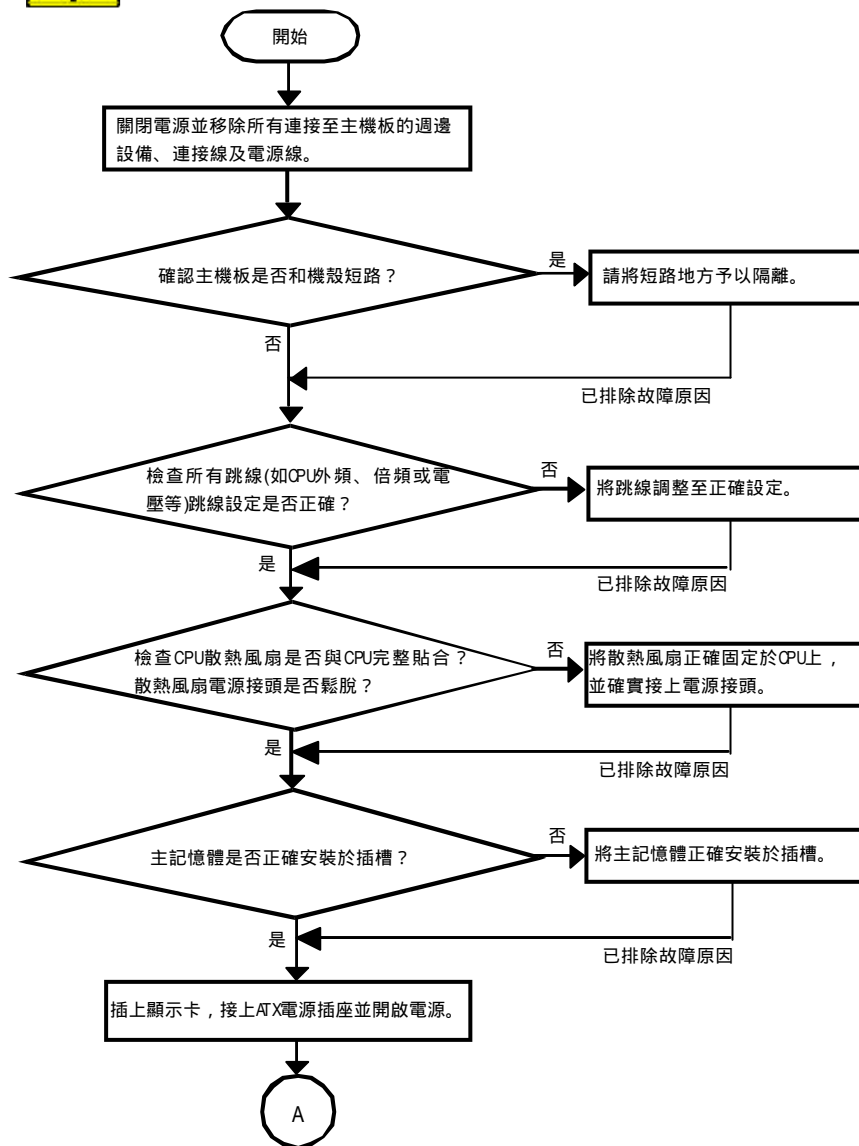 開始
關閉電源並移除所有連接至主機板的週邊
設備、連接線及電源線。
確認主機板是否和機殼短路？
是
請將短路地方予以隔離。
否
已排除故障原因
檢查所有跳線(如CPU外頻、倍頻或電
壓等)跳線設定是否正確？
否
將跳線調整至正確設定。
是
已排除故障原因
檢查CPU散熱風扇是否與CPU完整貼合？
散熱風扇電源接頭是否鬆脫？
否
將散熱風扇正確固定於CPU上，
並確實接上電源接頭。
是
已排除故障原因
主記憶體是否正確安裝於插槽？
否
將主記憶體正確安裝於插槽。
是
已排除故障原因
插上顯示卡，接上ATX電源插座並開啟電源。
A